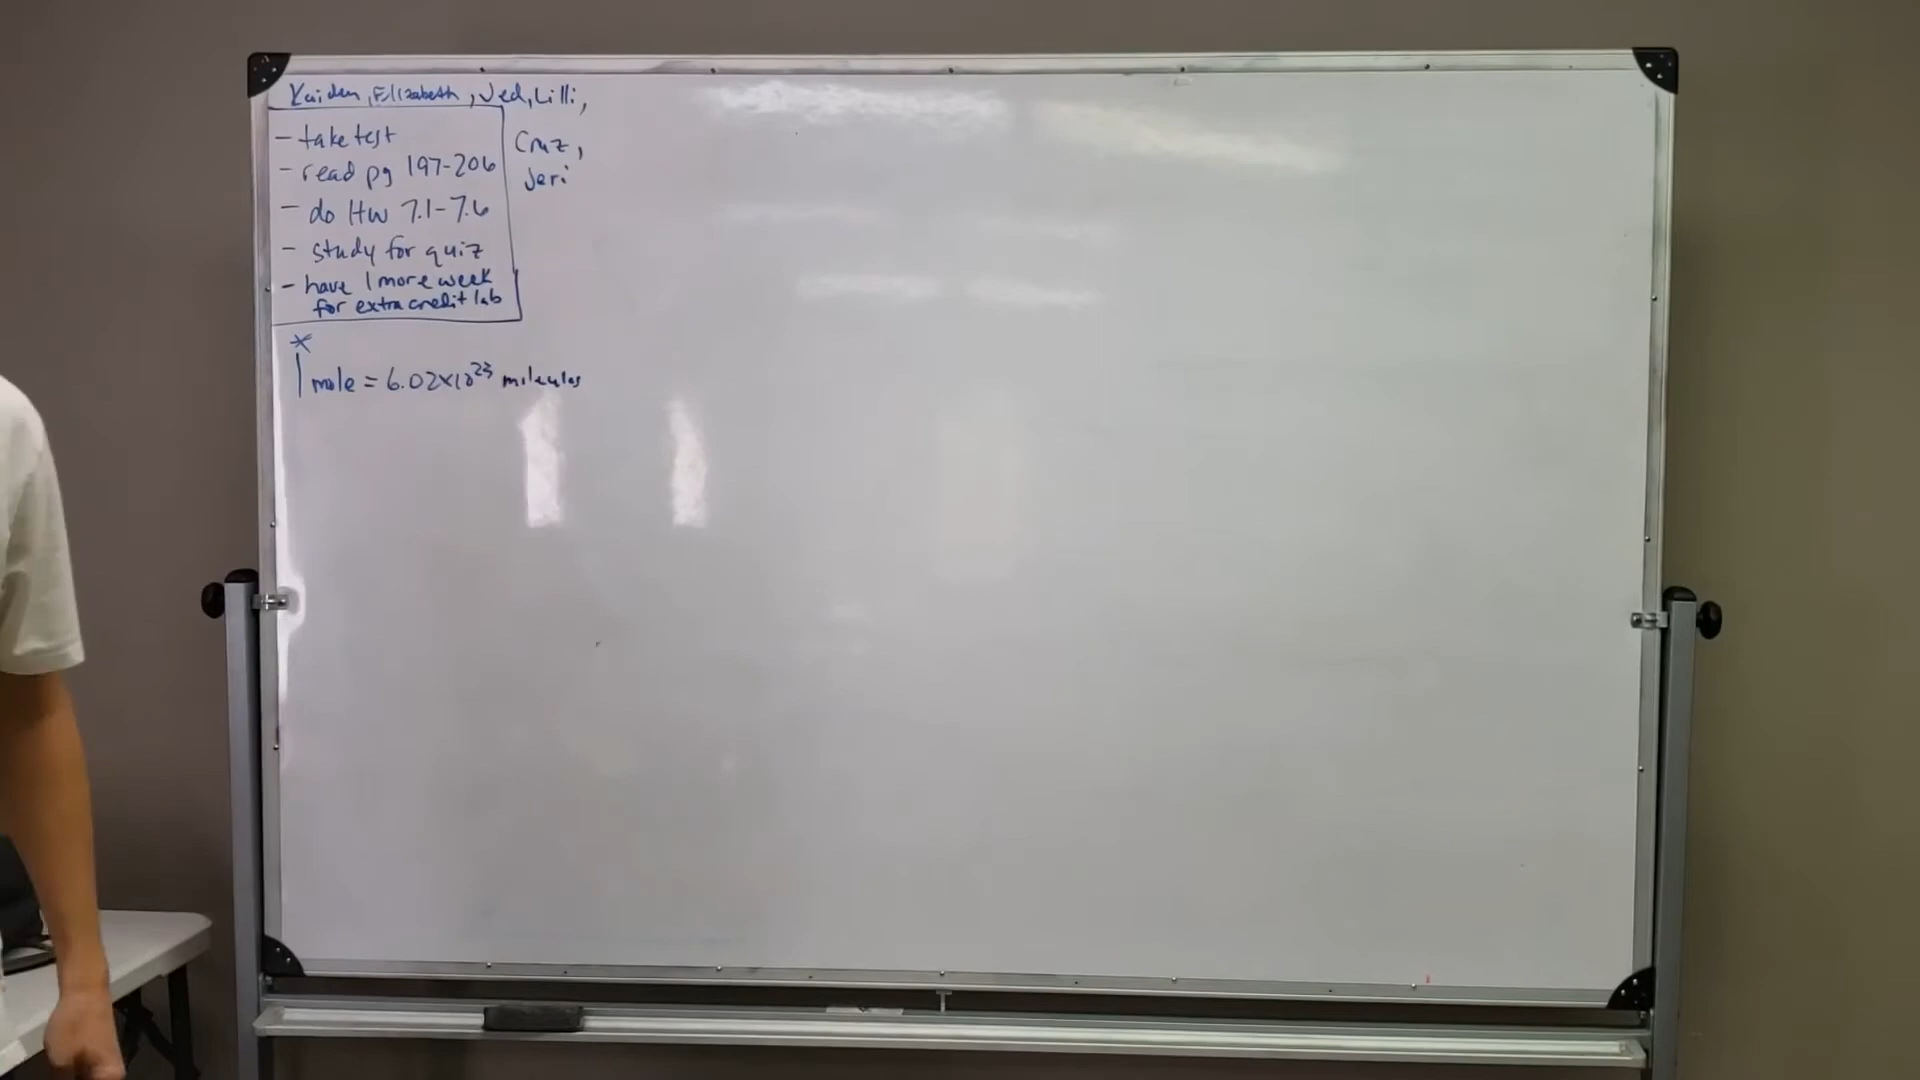 Kaiden, Elizabeth, Jed, Lilli,
Cruz,
Jeri
- take test
- read pg 197-206
- do HW 7.1-7.6
- study for quiz
- have 1 more week
for extra credit lab
*
1 mole = 6.02x10²³ molecules